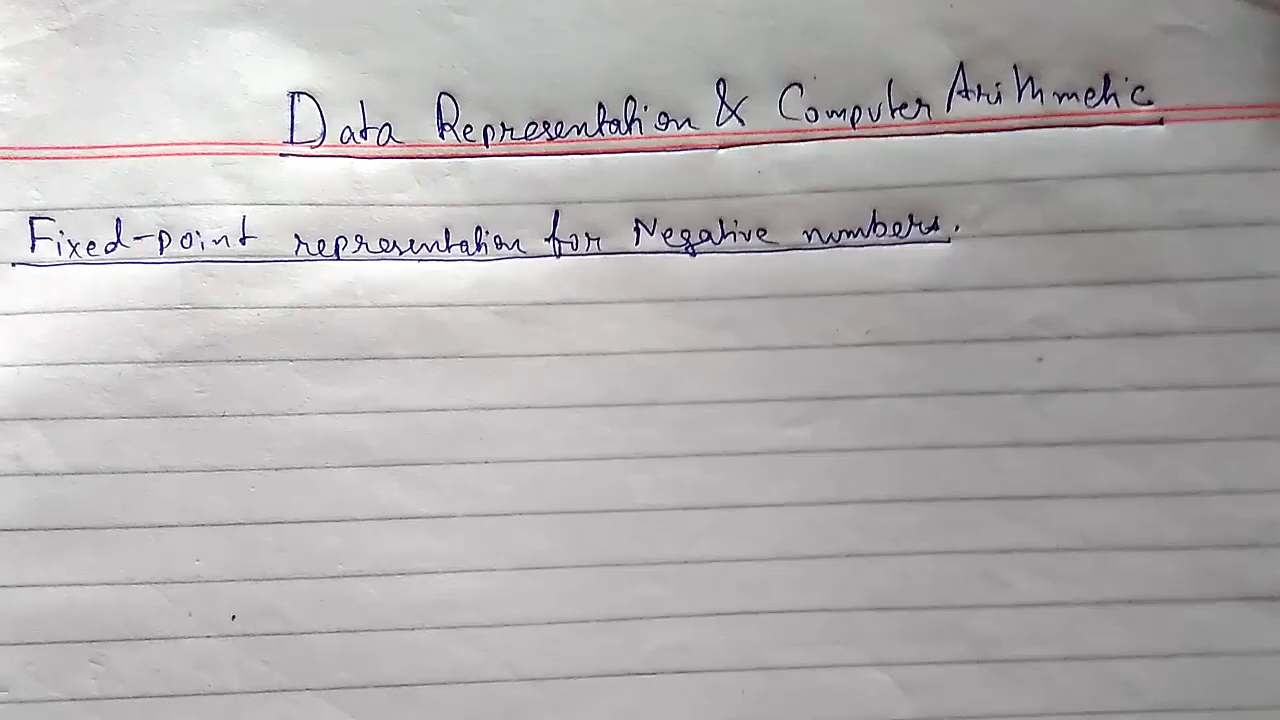 Data Representation & Computer Arithmetic
Fixed-point representation for Negative numbers.